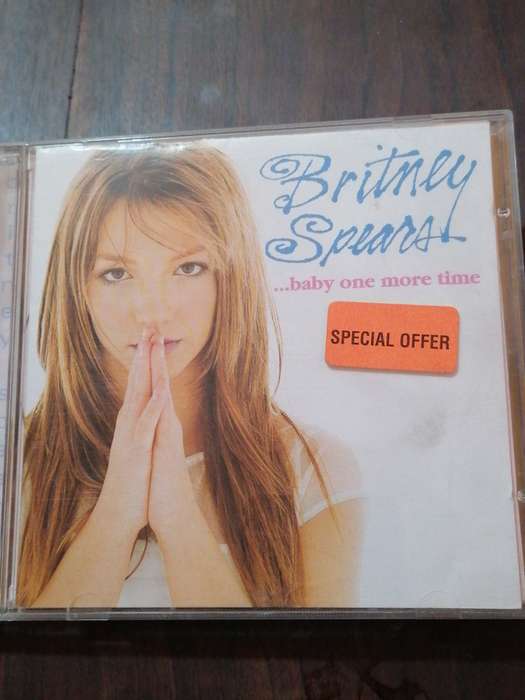 Britney
Spears
...baby one more time
SPECIAL OFFER